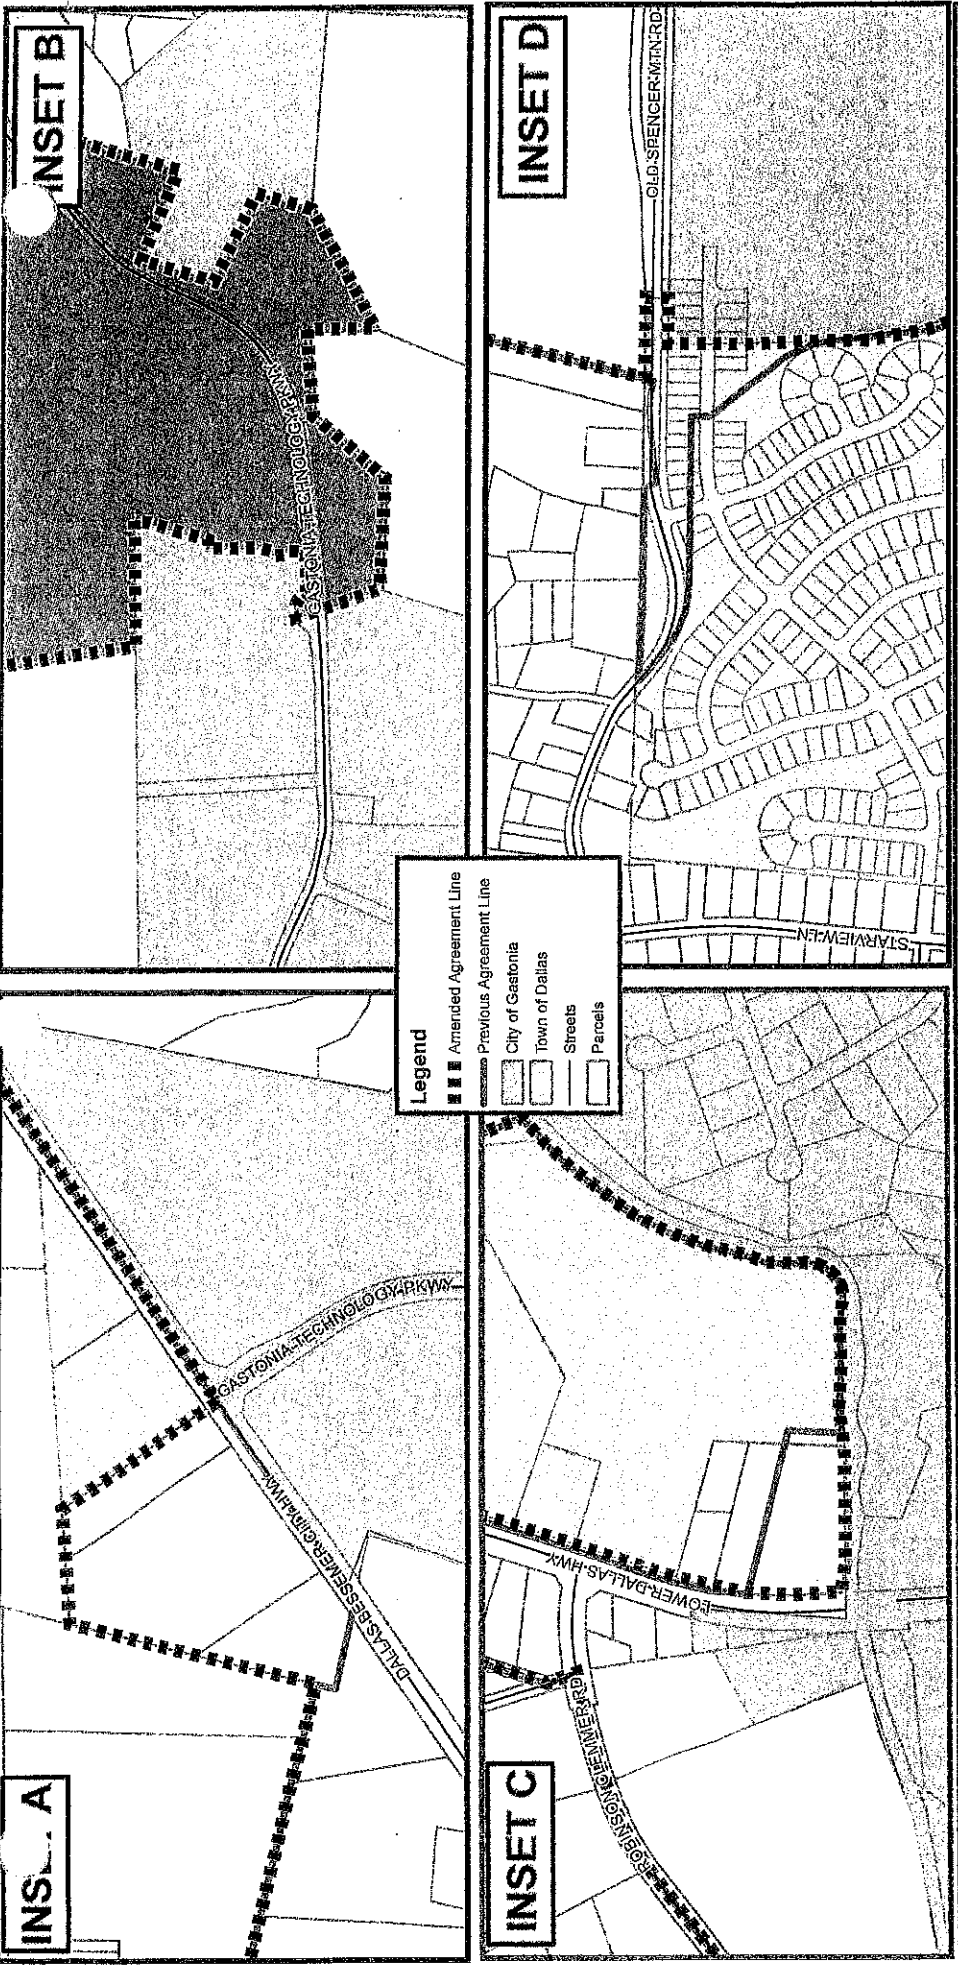 INSET A
DALLAS-BESSEMER CITY HWY
GASTONIA-TECHNOLOGY-PKWY
INSET B
GASTONIA-TECHNOLOGY-PKWY
Legend
Amended Agreement Line
Previous Agreement Line
City of Gastonia
Town of Dallas
Streets
Parcels
INSET C
ROBINSON-CLEMMER-RD
LOWER-DALLAS-HWY
INSET D
OLD-SPENCER-MTN-RD
STARVIEW-LN